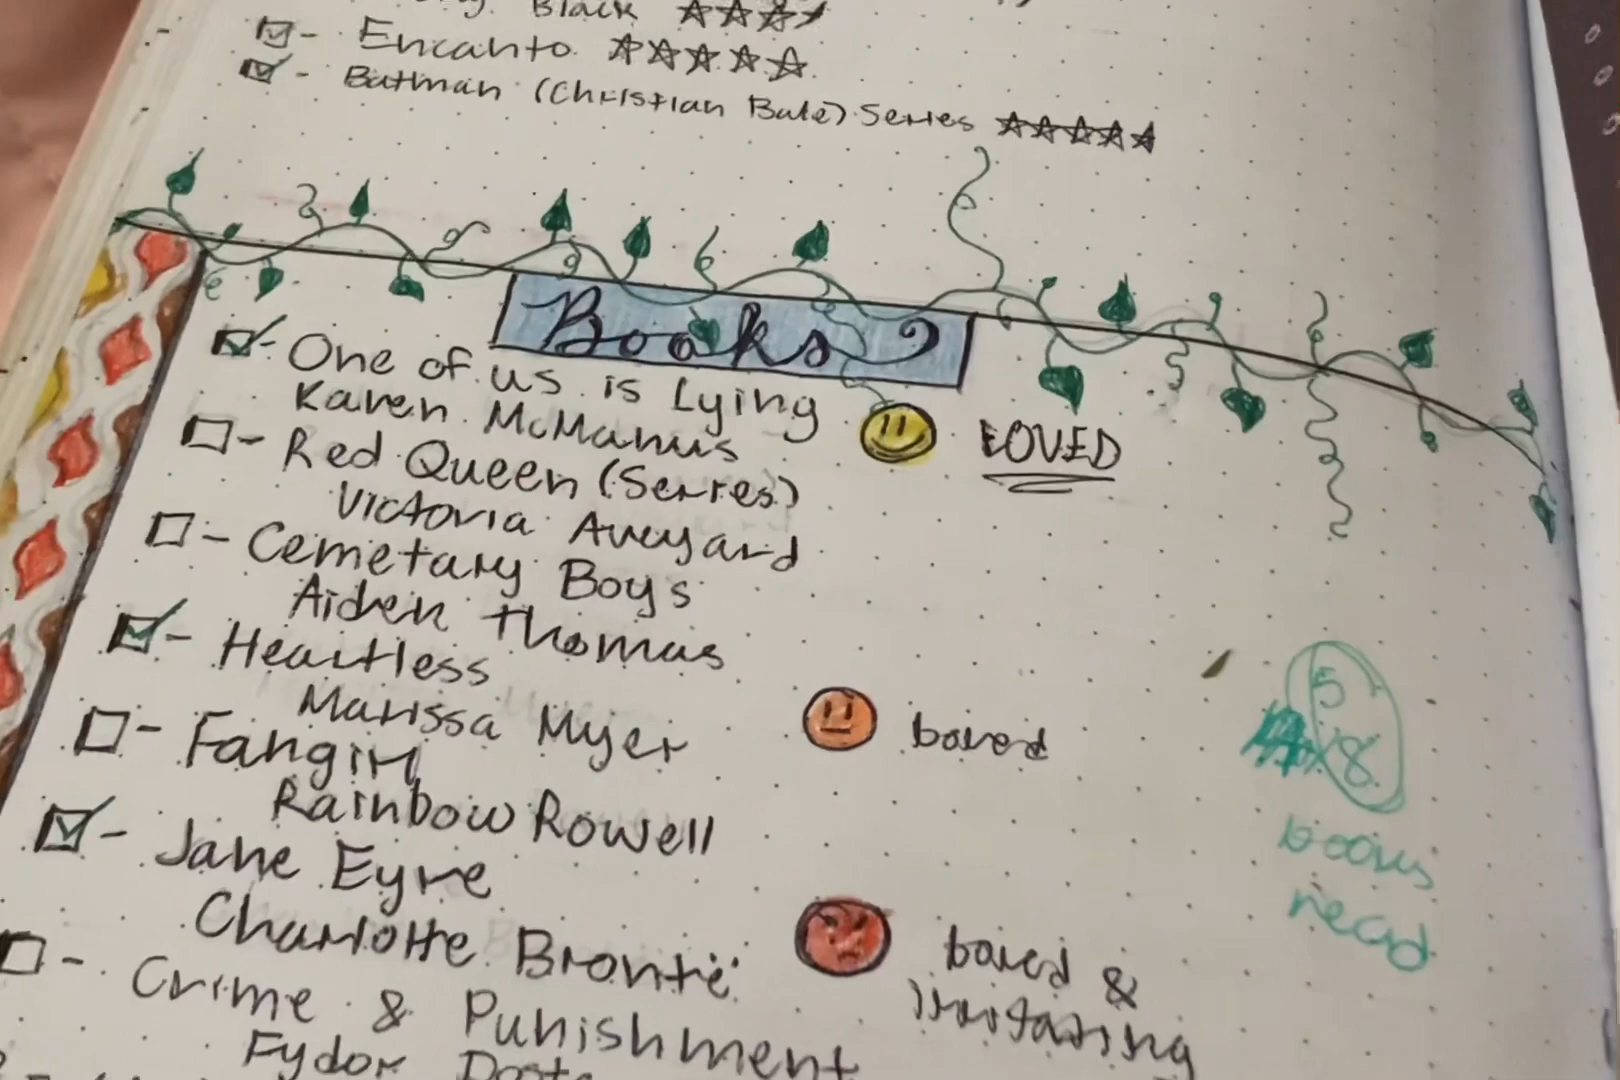 Black ☆☆☆
Encanto ☆☆☆☆☆
Batman (Christian Bale) Series ☆☆☆☆☆
Books
One of us is Lying
Karen McManus
LOVED
Red Queen (Series)
Victoria Aveyard
Cemetary Boys
Aiden Thomas
Heartless
Marissa Myer
bored
Fangirl
Rainbow Rowell
Jane Eyre
Charlotte Brontë
bored &
irritating
Crime & Punishment
Fydor
5
8
books
read